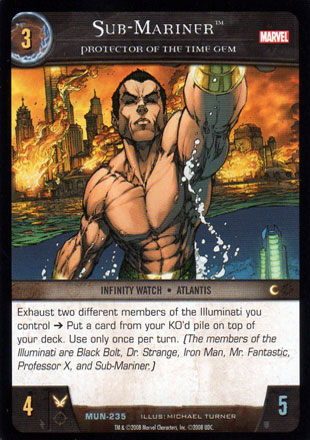 3
SUB-MARINER™
MARVEL
PROTECTOR OF THE TIME GEM
INFINITY WATCH • ATLANTIS
Exhaust two different members of the Illuminati you
control ➔ Put a card from your KO'd pile on top of
your deck. Use only once per turn. (The members of
the Illuminati are Black Bolt, Dr. Strange, Iron Man, Mr. Fantastic,
Professor X, and Sub-Mariner.)
4
MUN-235
ILLUS: MICHAEL TURNER
5
TM & ©2008 Marvel Characters, Inc. ©2008 UDC.